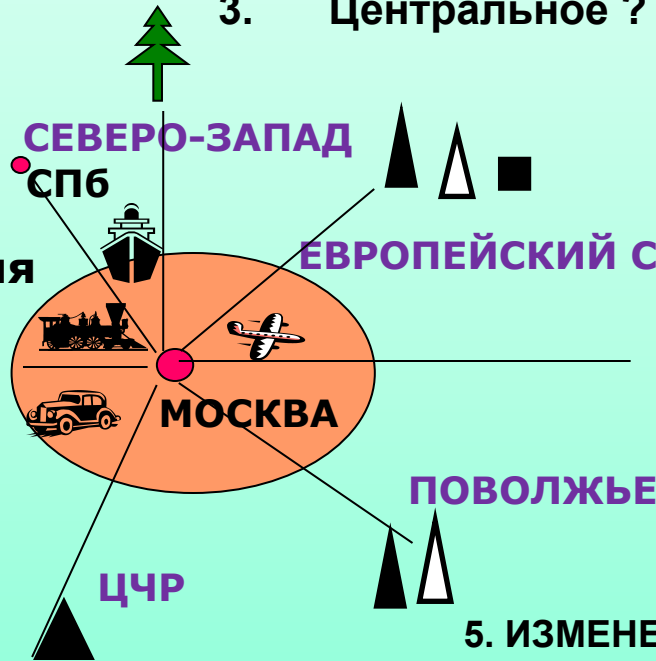 3. Центральное ?
СЕВЕРО-ЗАПАД
СПб
ЕВРОПЕЙСКИЙ С
МОСКВА
ПОВОЛЖЬЕ
ЦЧР
5. ИЗМЕНЕ